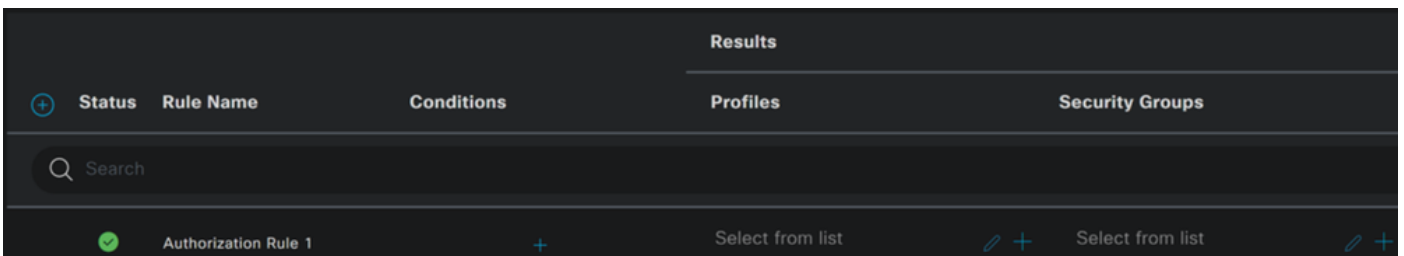 Results
Status Rule Name Conditions Profiles Security Groups
Search
Authorization Rule 1 Select from list Select from list